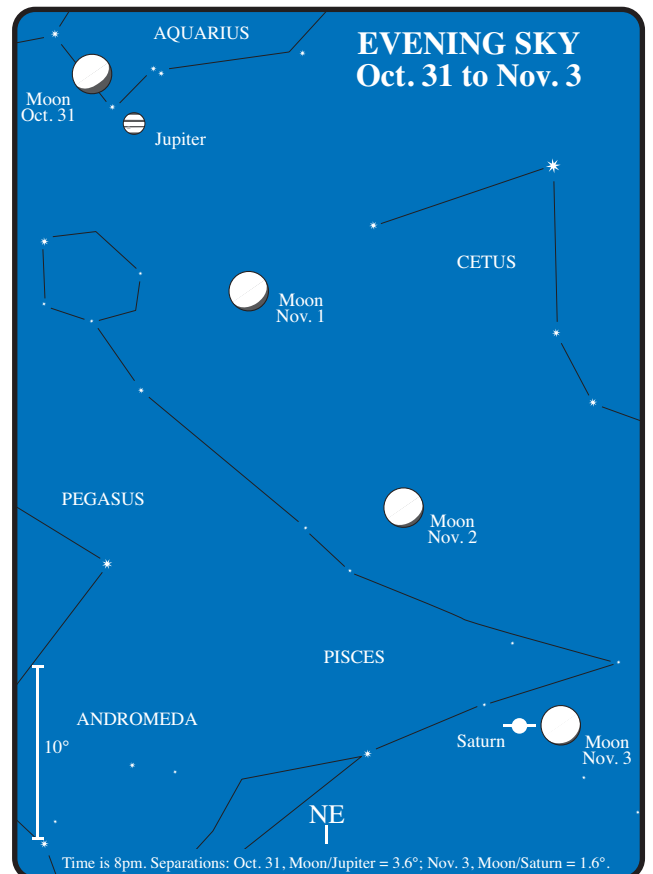 AQUARIUS
EVENING SKY
Oct. 31 to Nov. 3
Moon
Oct. 31
Jupiter
CETUS
Moon
Nov. 1
PEGASUS
Moon
Nov. 2
PISCES
ANDROMEDA
10°
Saturn
Moon
Nov. 3
NE
Time is 8pm. Separations: Oct. 31, Moon/Jupiter = 3.6°; Nov. 3, Moon/Saturn = 1.6°.